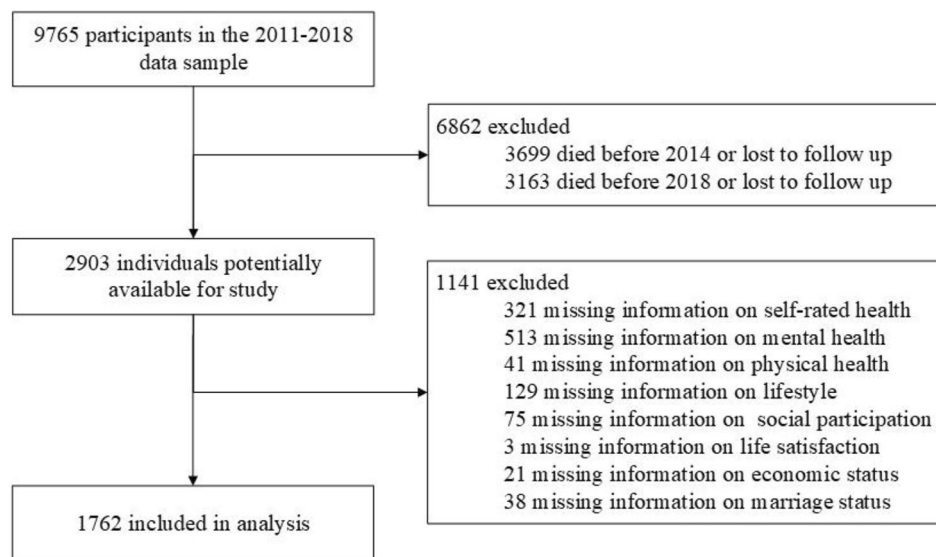 9765 participants in the 2011-2018
data sample
6862 excluded
3699 died before 2014 or lost to follow up
3163 died before 2018 or lost to follow up
2903 individuals potentially
available for study
1141 excluded
321 missing information on self-rated health
513 missing information on mental health
41 missing information on physical health
129 missing information on lifestyle
75 missing information on  social participation
3 missing information on life satisfaction
21 missing information on economic status
38 missing information on marriage status
1762 included in analysis